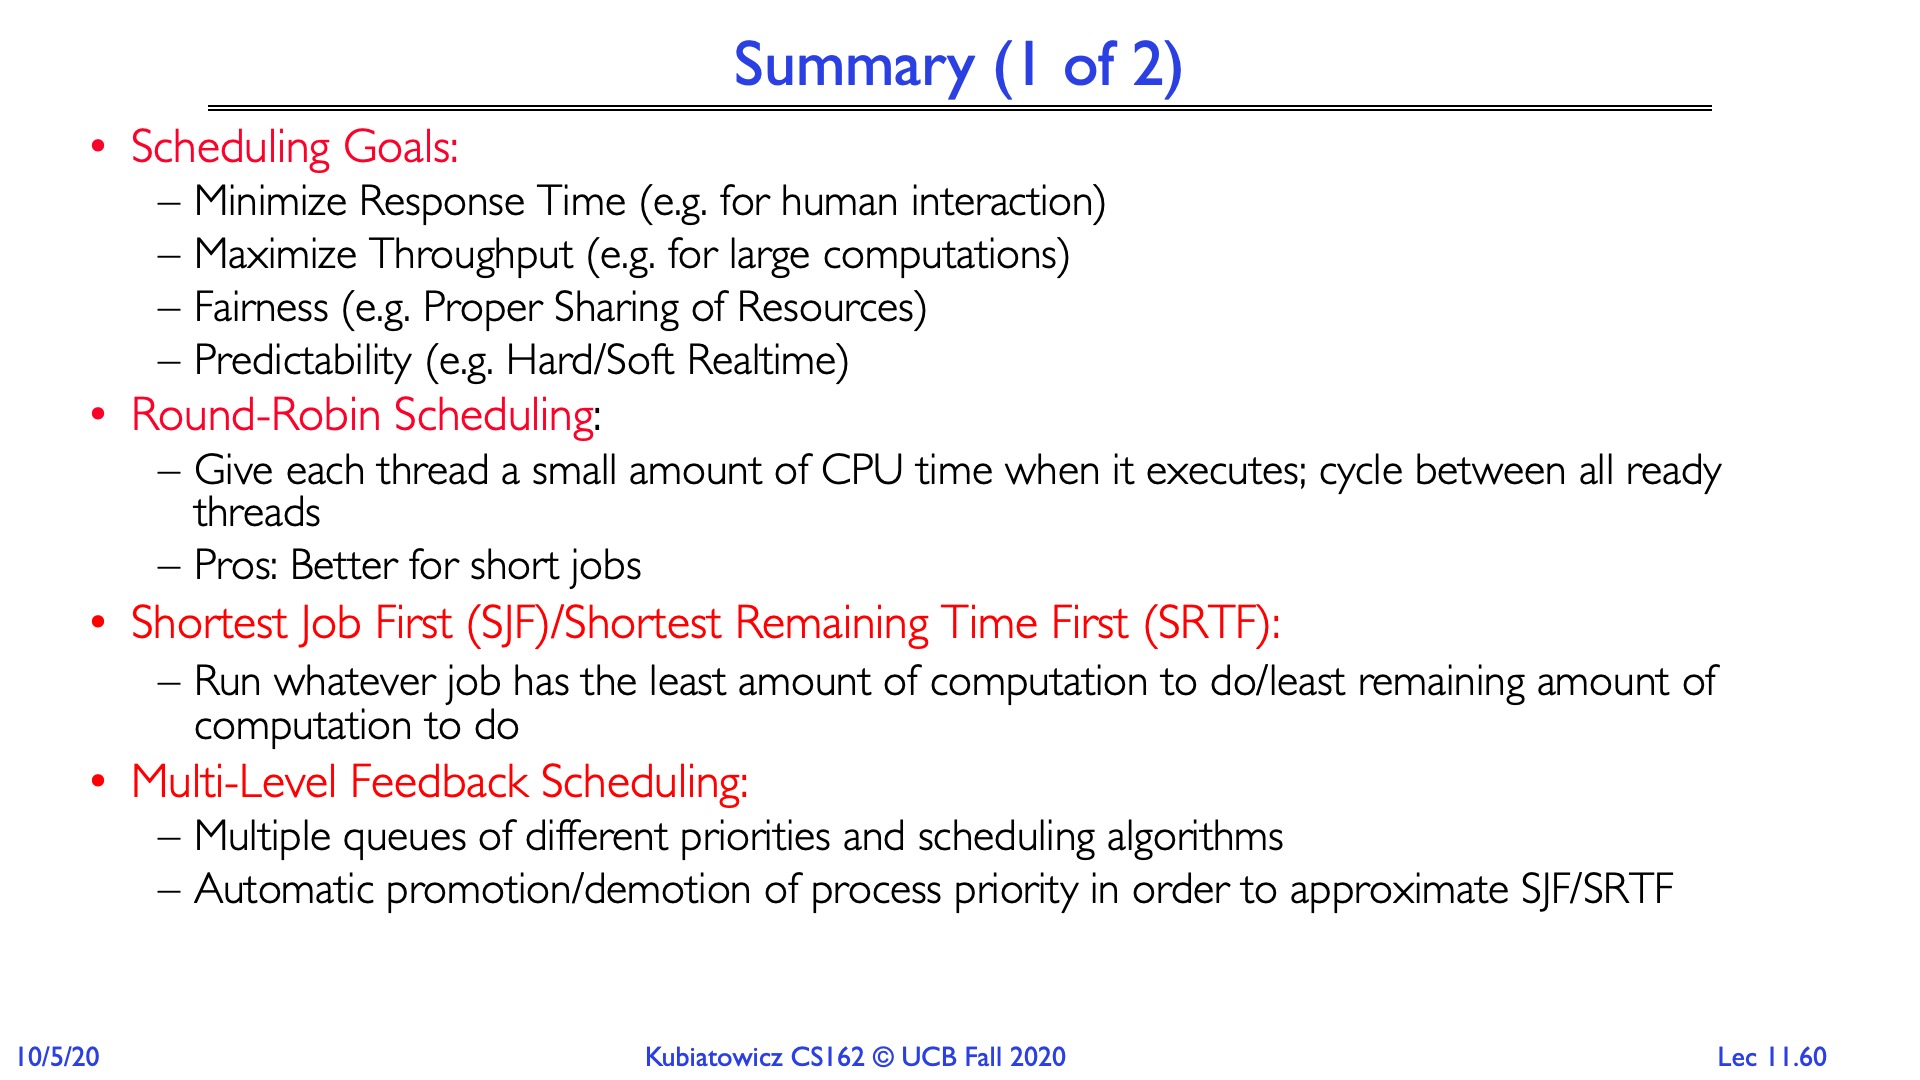 Summary (1 of 2)
• Scheduling Goals:
– Minimize Response Time (e.g. for human interaction)
– Maximize Throughput (e.g. for large computations)
– Fairness (e.g. Proper Sharing of Resources)
– Predictability (e.g. Hard/Soft Realtime)
• Round-Robin Scheduling:
– Give each thread a small amount of CPU time when it executes; cycle between all ready
threads
– Pros: Better for short jobs
• Shortest Job First (SJF)/Shortest Remaining Time First (SRTF):
– Run whatever job has the least amount of computation to do/least remaining amount of
computation to do
• Multi-Level Feedback Scheduling:
– Multiple queues of different priorities and scheduling algorithms
– Automatic promotion/demotion of process priority in order to approximate SJF/SRTF
10/5/20
Kubiatowicz CS162 © UCB Fall 2020
Lec 11.60